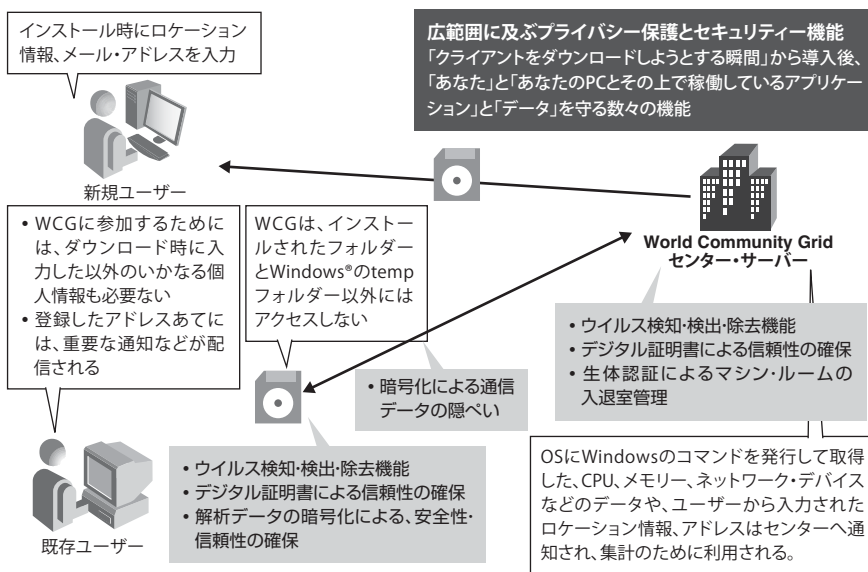 インストール時にロケーション
情報、メール・アドレスを入力
広範囲に及ぶプライバシー保護とセキュリティー機能
「クライアントをダウンロードしようとする瞬間」から導入後、
「あなた」と「あなたのPCとその上で稼働しているアプリケー
ション」と「データ」を守る数々の機能
新規ユーザー
• WCGに参加するために
は、ダウンロード時に入
力した以外のいかなる個
人情報も必要ない
• 登録したアドレスあてに
は、重要な通知などが配
信される
WCGは、インストー
ルされたフォルダー
とWindows®のtemp
フォルダー以外には
アクセスしない
World Community Grid
センター・サーバー
• ウイルス検知・検出・除去機能
• デジタル証明書による信頼性の確保
• 生体認証によるマシン・ルームの
入退室管理
• 暗号化による通信
データの隠ぺい
• ウイルス検知・検出・除去機能
• デジタル証明書による信頼性の確保
• 解析データの暗号化による、安全性・
信頼性の確保
既存ユーザー
OSにWindowsのコマンドを発行して取得
した、CPU、メモリー、ネットワーク・デバイス
などのデータや、ユーザーから入力された
ロケーション情報、アドレスはセンターへ通
知され、集計のために利用される。